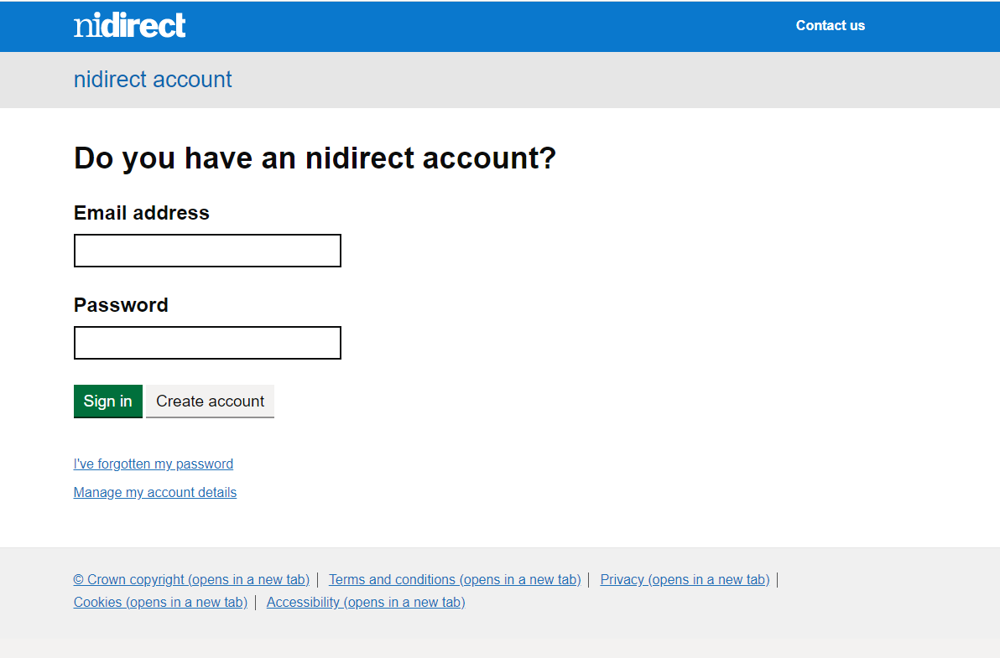 nidirect
Contact us
nidirect account
Do you have an nidirect account?
Email address
Password
Sign in Create account
I've forgotten my password
Manage my account details
© Crown copyright (opens in a new tab) | Terms and conditions (opens in a new tab) | Privacy (opens in a new tab) |
Cookies (opens in a new tab) | Accessibility (opens in a new tab)